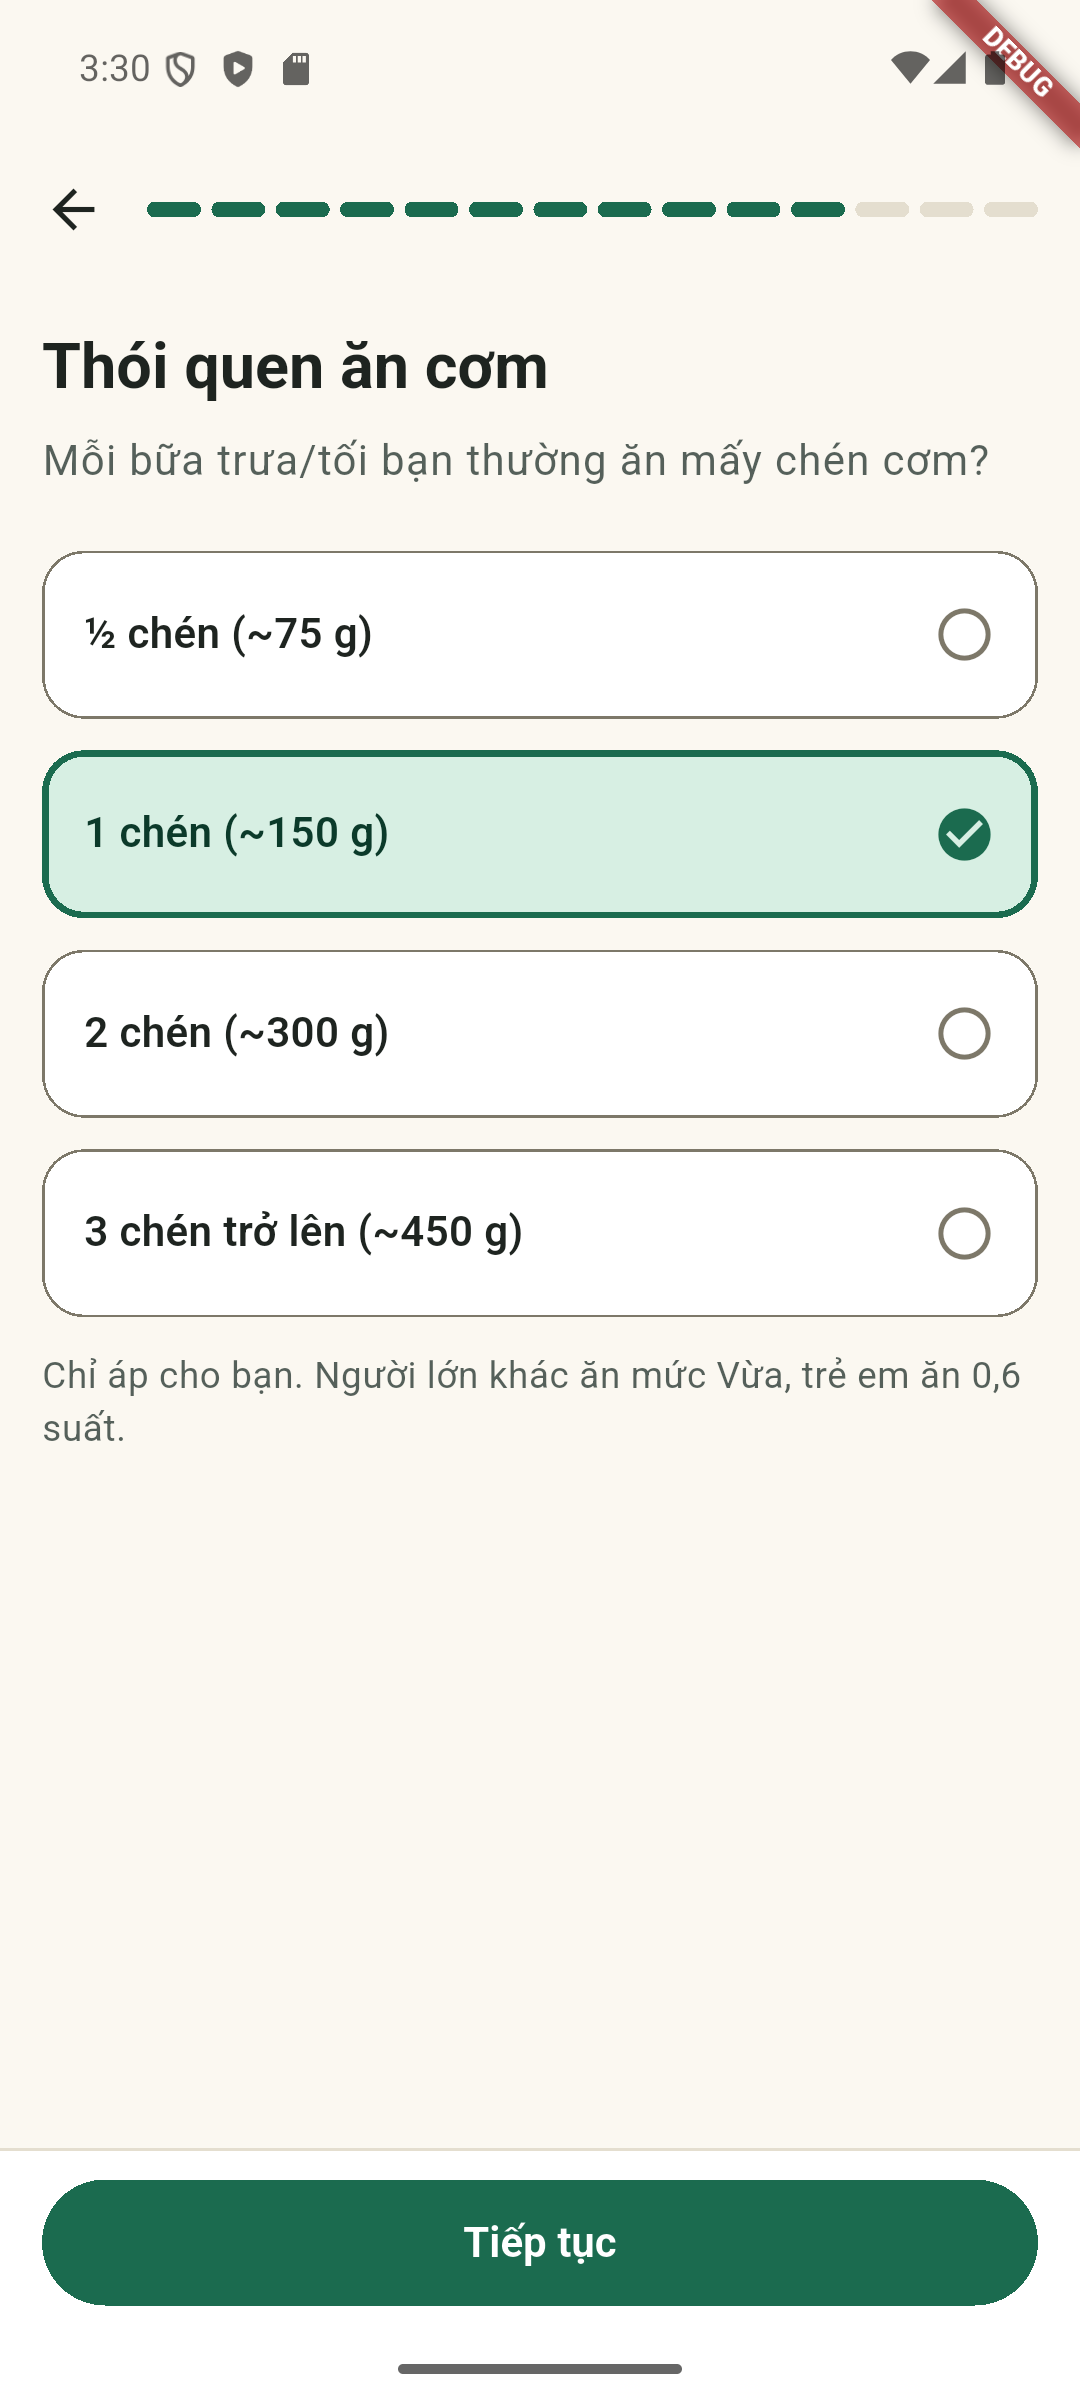 3:30
DEBUG
Thói quen ăn cơm
Mỗi bữa trưa/tối bạn thường ăn mấy chén cơm?
½ chén (~75 g)
1 chén (~150 g)
2 chén (~300 g)
3 chén trở lên (~450 g)
Chỉ áp cho bạn. Người lớn khác ăn mức Vừa, trẻ em ăn 0,6
suất.
Tiếp tục